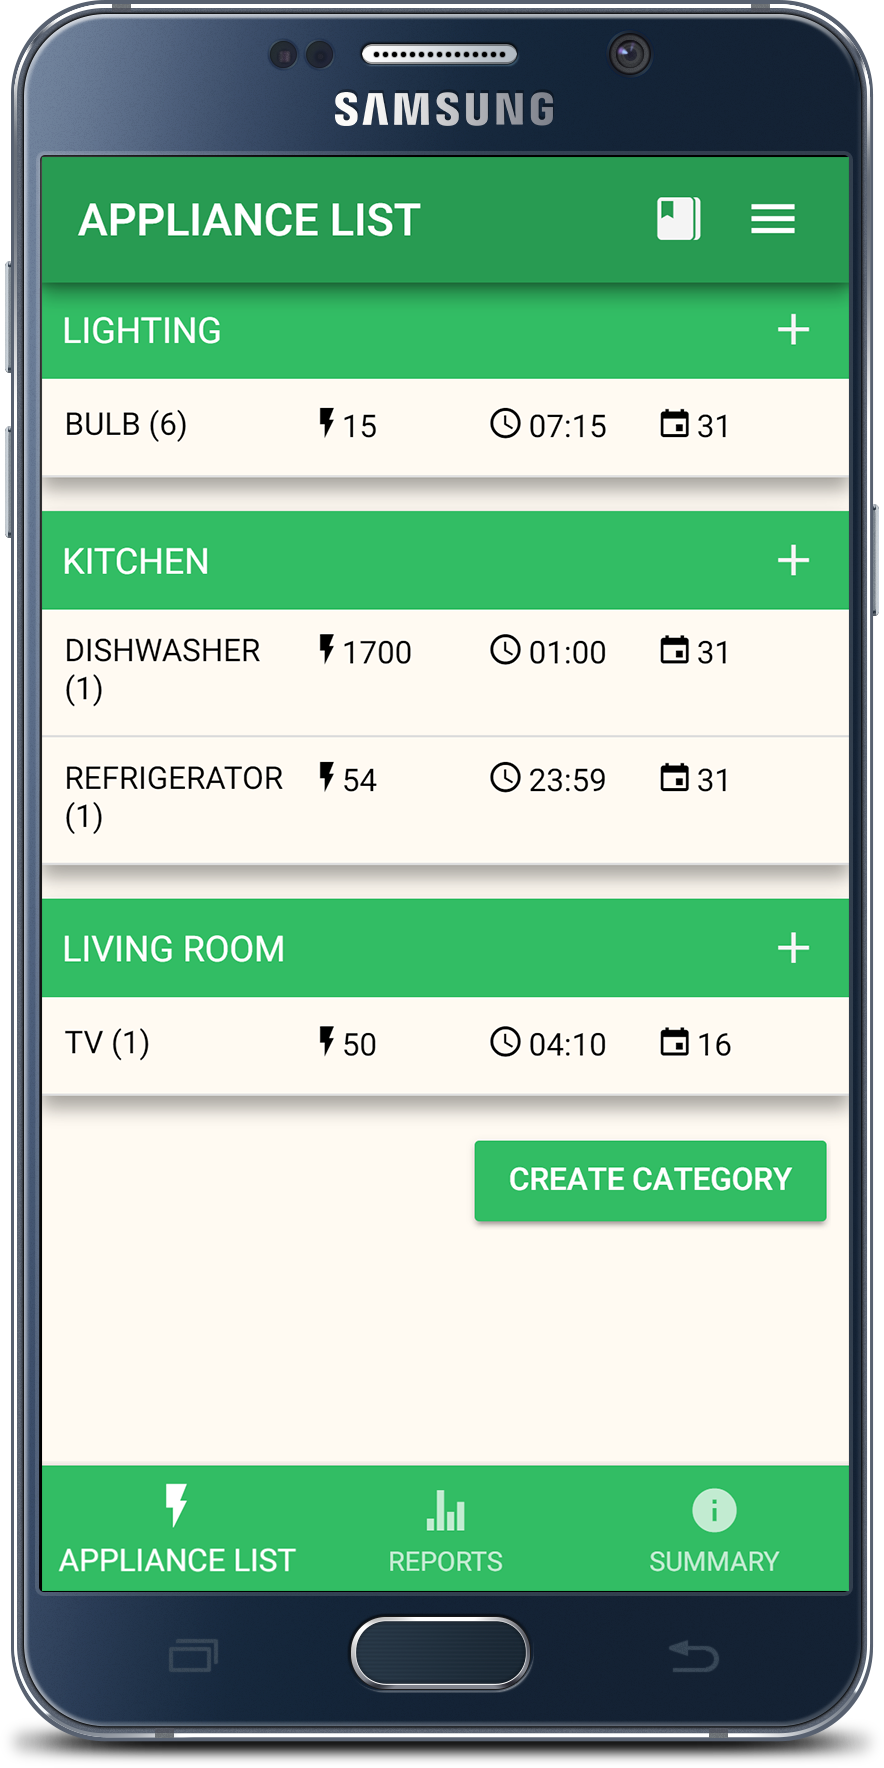 SAMSUNG
APPLIANCE LIST
LIGHTING
BULB (6) 15 07:15 31
KITCHEN
DISHWASHER (1) 1700 01:00 31
REFRIGERATOR (1) 54 23:59 31
LIVING ROOM
TV (1) 50 04:10 16
CREATE CATEGORY
APPLIANCE LIST REPORTS SUMMARY